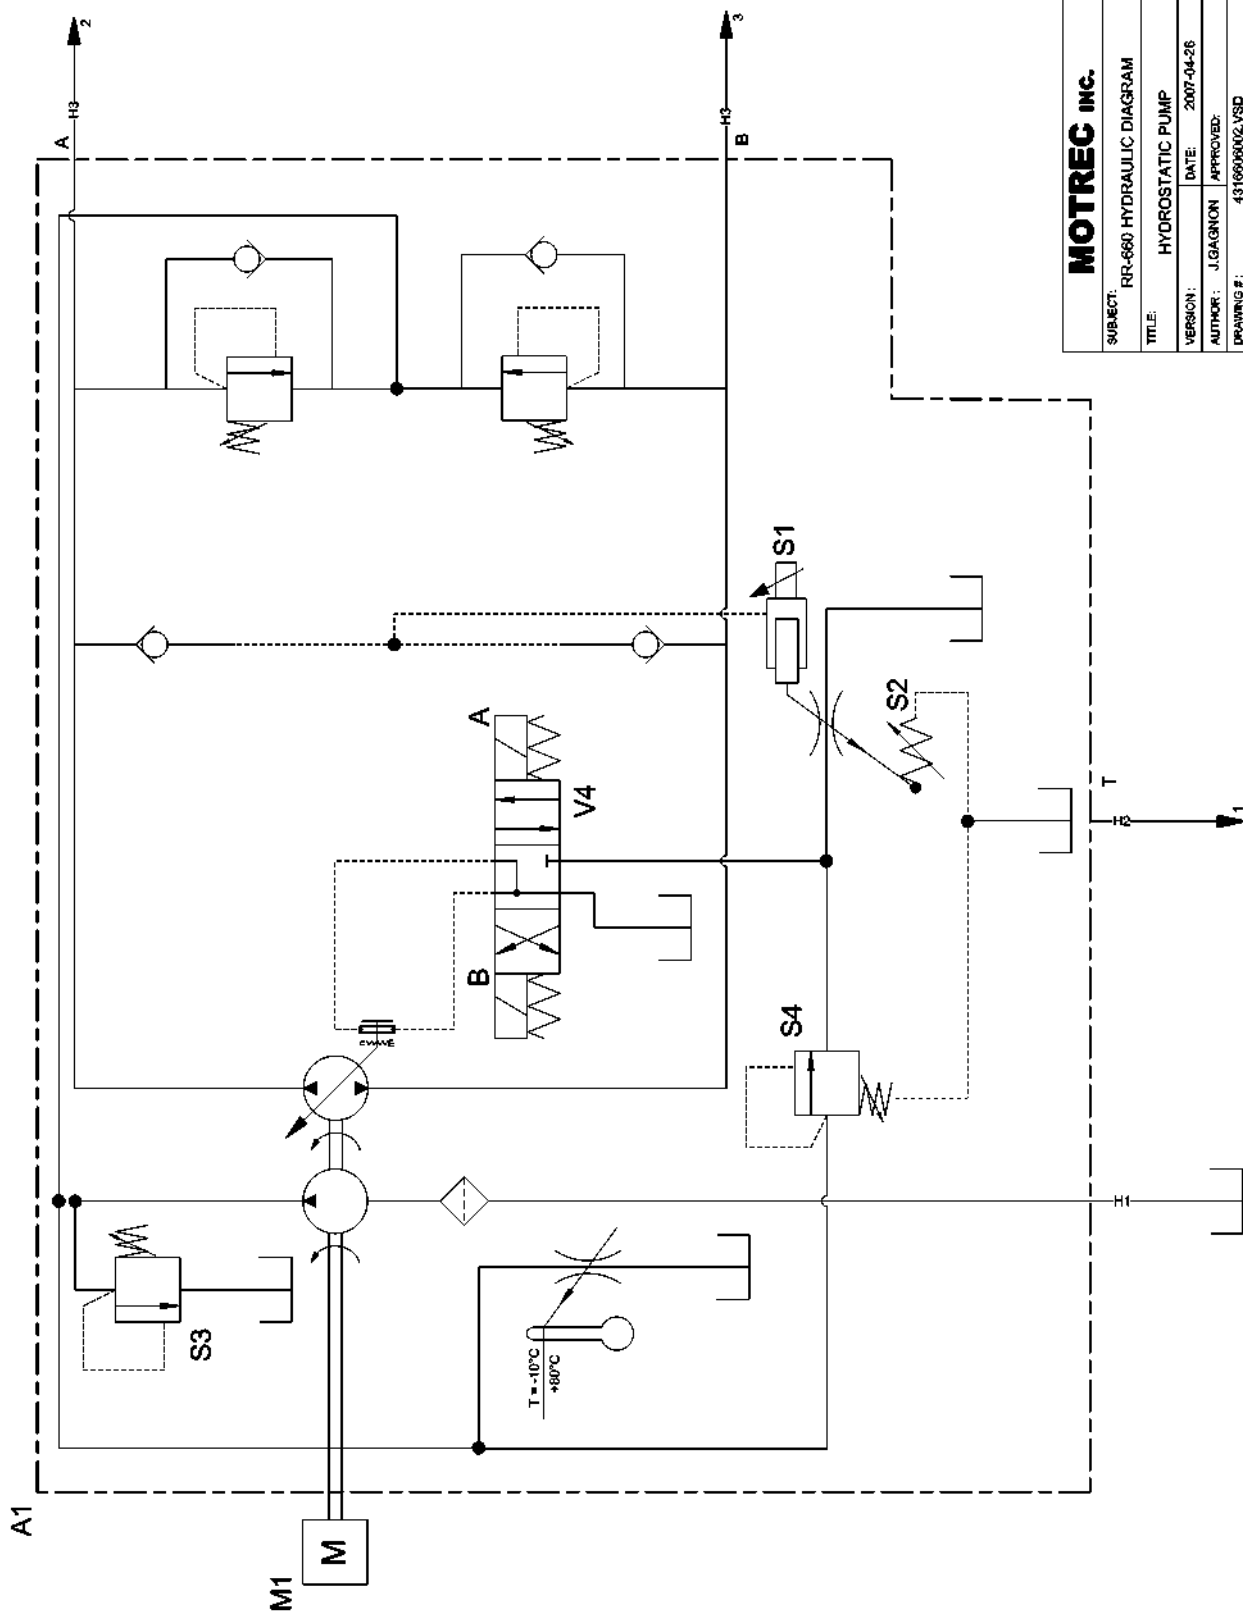 A1
M1
M
S3
T = -10°C
+80°C
B
A
V4
S4
S2
S1
H1
H2
T
1
A
H3
2
B
H3
3
MOTREC INC.
SUBJECT:
RR-660 HYDRAULIC DIAGRAM
TITLE:
HYDROSTATIC PUMP
VERSION: DATE: 2007-04-26
AUTHOR: J.GAGNON APPROVED:
DRAWING #: 4316606002.VSD